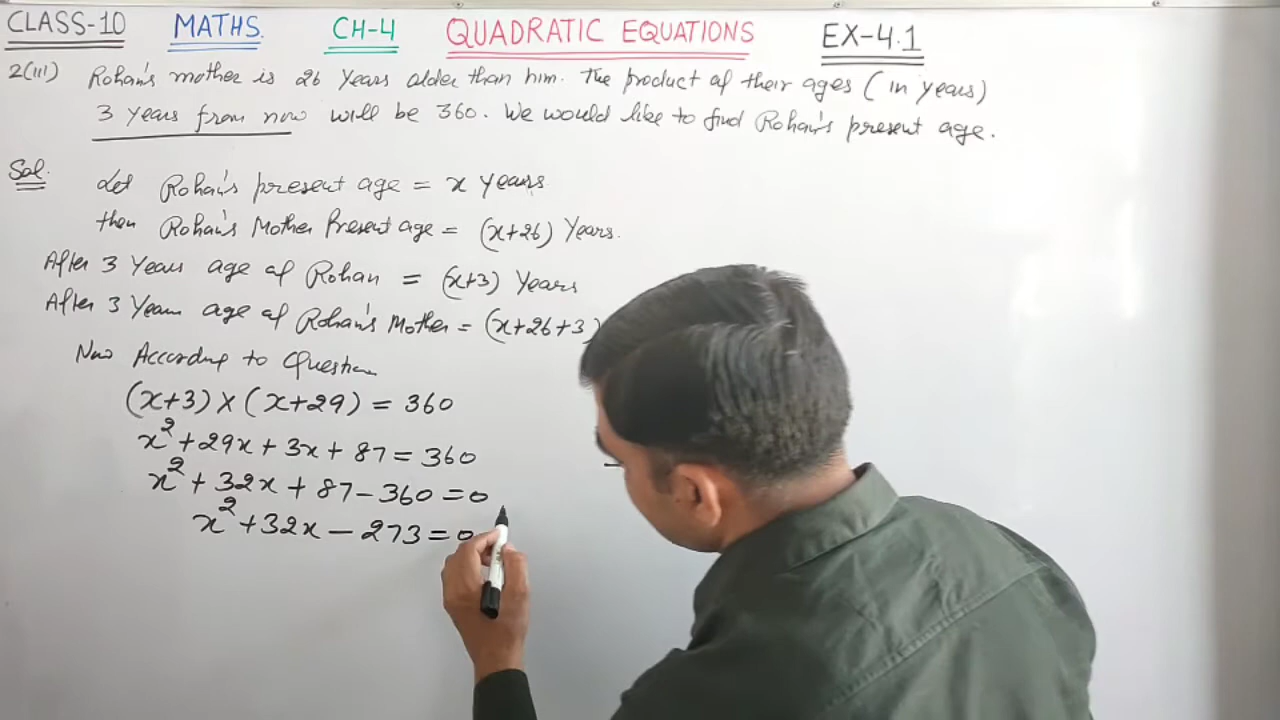 CLASS-10 MATHS. CH-4 QUADRATIC EQUATIONS EX-4.1
2(iii) Rohan's mother is 26 years older than him. The product of their ages (in years)
3 years from now will be 360. We would like to find Rohan's present age.
Sol. Let Rohan's present age = x years
then Rohan's Mother Present age = (x+26) Years.
After 3 Years age of Rohan = (x+3) Years
After 3 Years age of Rohan's Mother = (x+26+3)
Now According to Question
(x+3) × (x+29) = 360
x² + 29x + 3x + 87 = 360
x² + 32x + 87 - 360 = 0
x² + 32x - 273 = 0